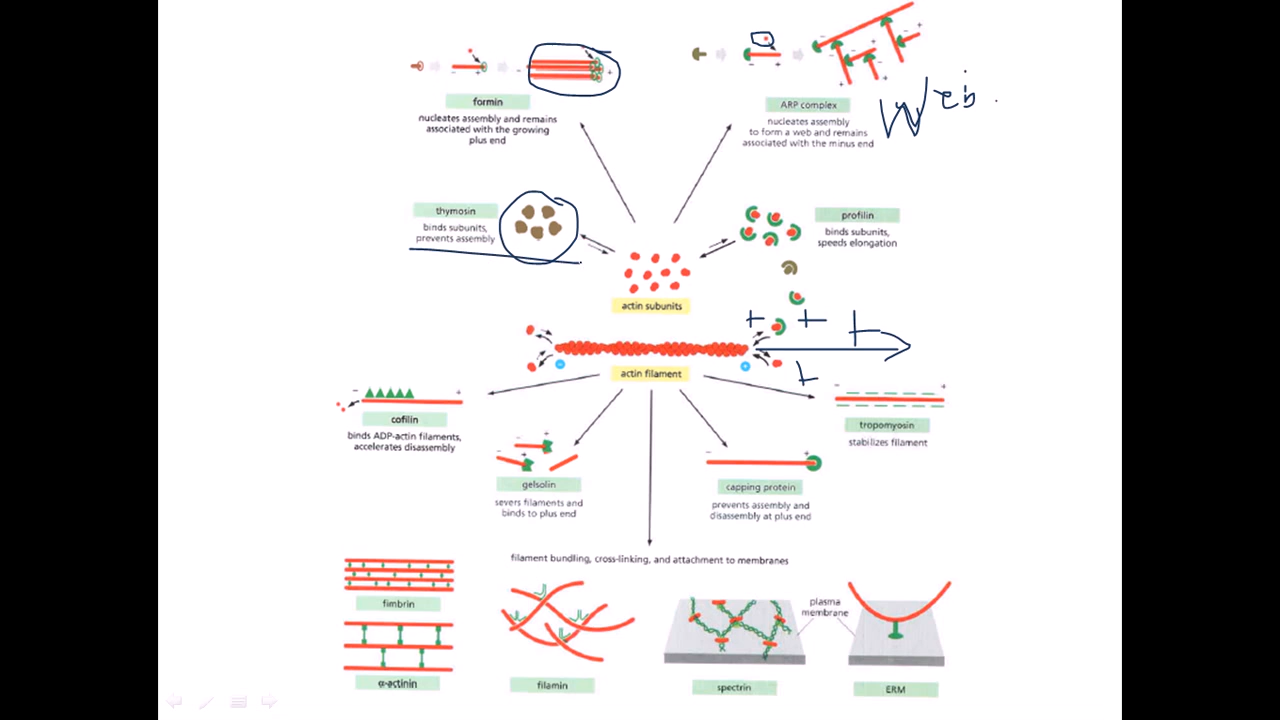 formin
nucleates assembly and remains
associated with the growing
plus end
ARP complex
nucleates assembly
to form a web and remains
associated with the minus end
Web
thymosin
binds subunits,
prevents assembly
profilin
binds subunits,
speeds elongation
actin subunits
+ + +
+
actin filament
cofilin
binds ADP-actin filaments,
accelerates disassembly
tropomyosin
stabilizes filament
gelsolin
severs filaments and
binds to plus end
capping protein
prevents assembly and
disassembly at plus end
filament bundling, cross-linking, and attachment to membranes
fimbrin
α-actinin
filamin
spectrin
plasma
membrane
ERM